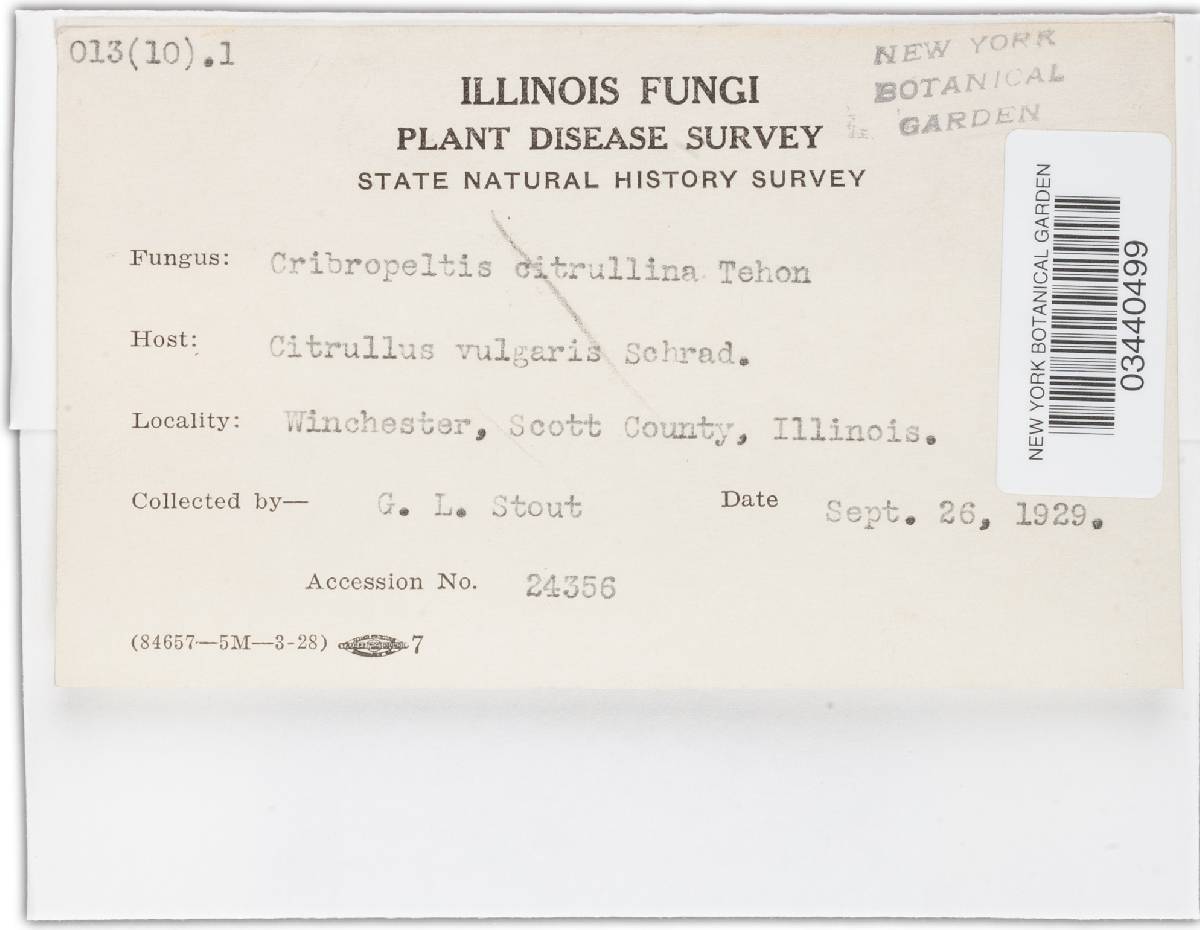 013(10).1
NEW YORK
BOTANICAL
GARDEN
ILLINOIS FUNGI
PLANT DISEASE SURVEY
STATE NATURAL HISTORY SURVEY
Fungus: Cribropeltis citrullina Tehon
Host: Citrullus vulgaris Schrad.
Locality: Winchester, Scott County, Illinois.
Collected by— G. L. Stout Date Sept. 26, 1929.
Accession No. 24356
(84657—5M—3-28) 7
NEW YORK BOTANICAL GARDEN
03440499